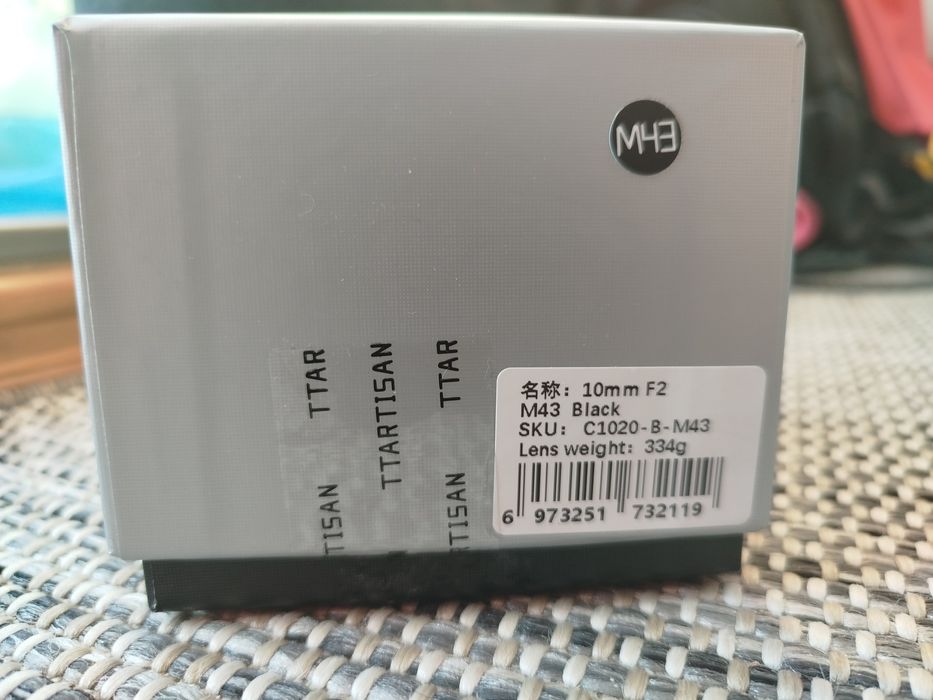 M43
TTAR
TTARTISAN
TTAR
TISAN
RTISAN
名称：10mm F2
M43 Black
SKU： C1020-B-M43
Lens weight：334g
6 973251 732119